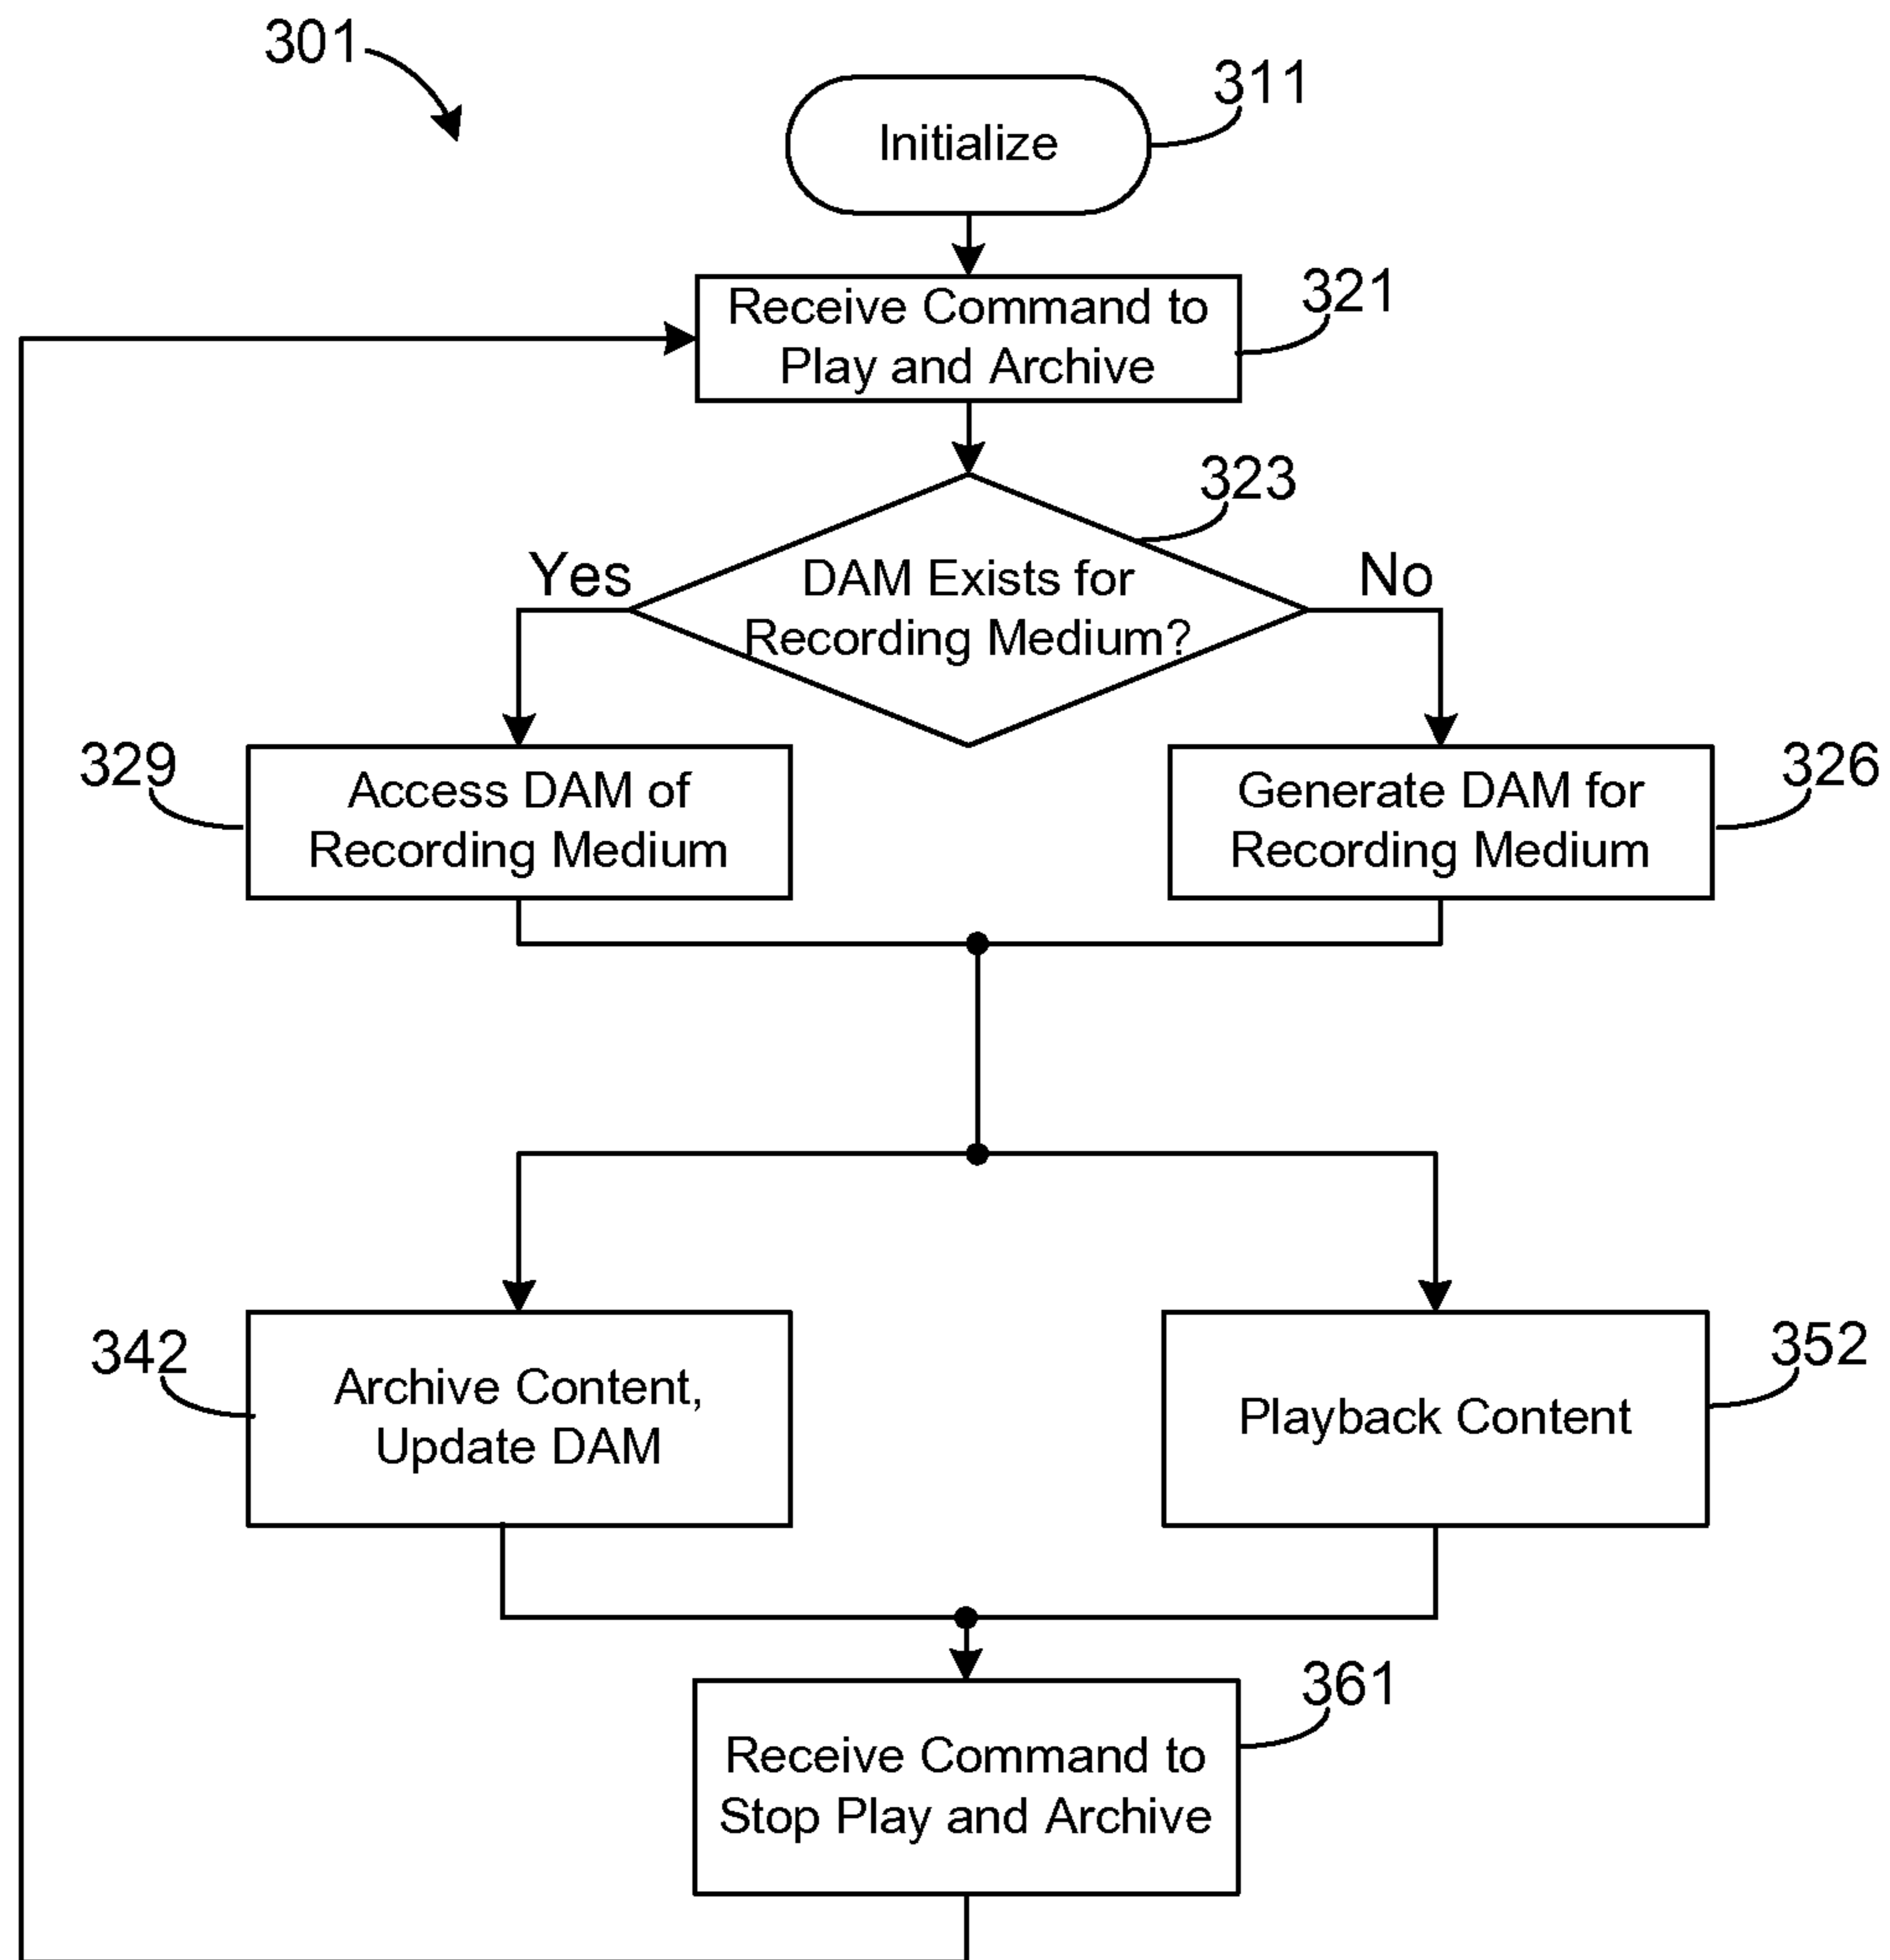 301
311
Initialize
321
Receive Command to
Play and Archive
323
Yes
No
DAM Exists for
Recording Medium?
329
Access DAM of
Recording Medium
326
Generate DAM for
Recording Medium
342
Archive Content,
Update DAM
352
Playback Content
361
Receive Command to
Stop Play and Archive